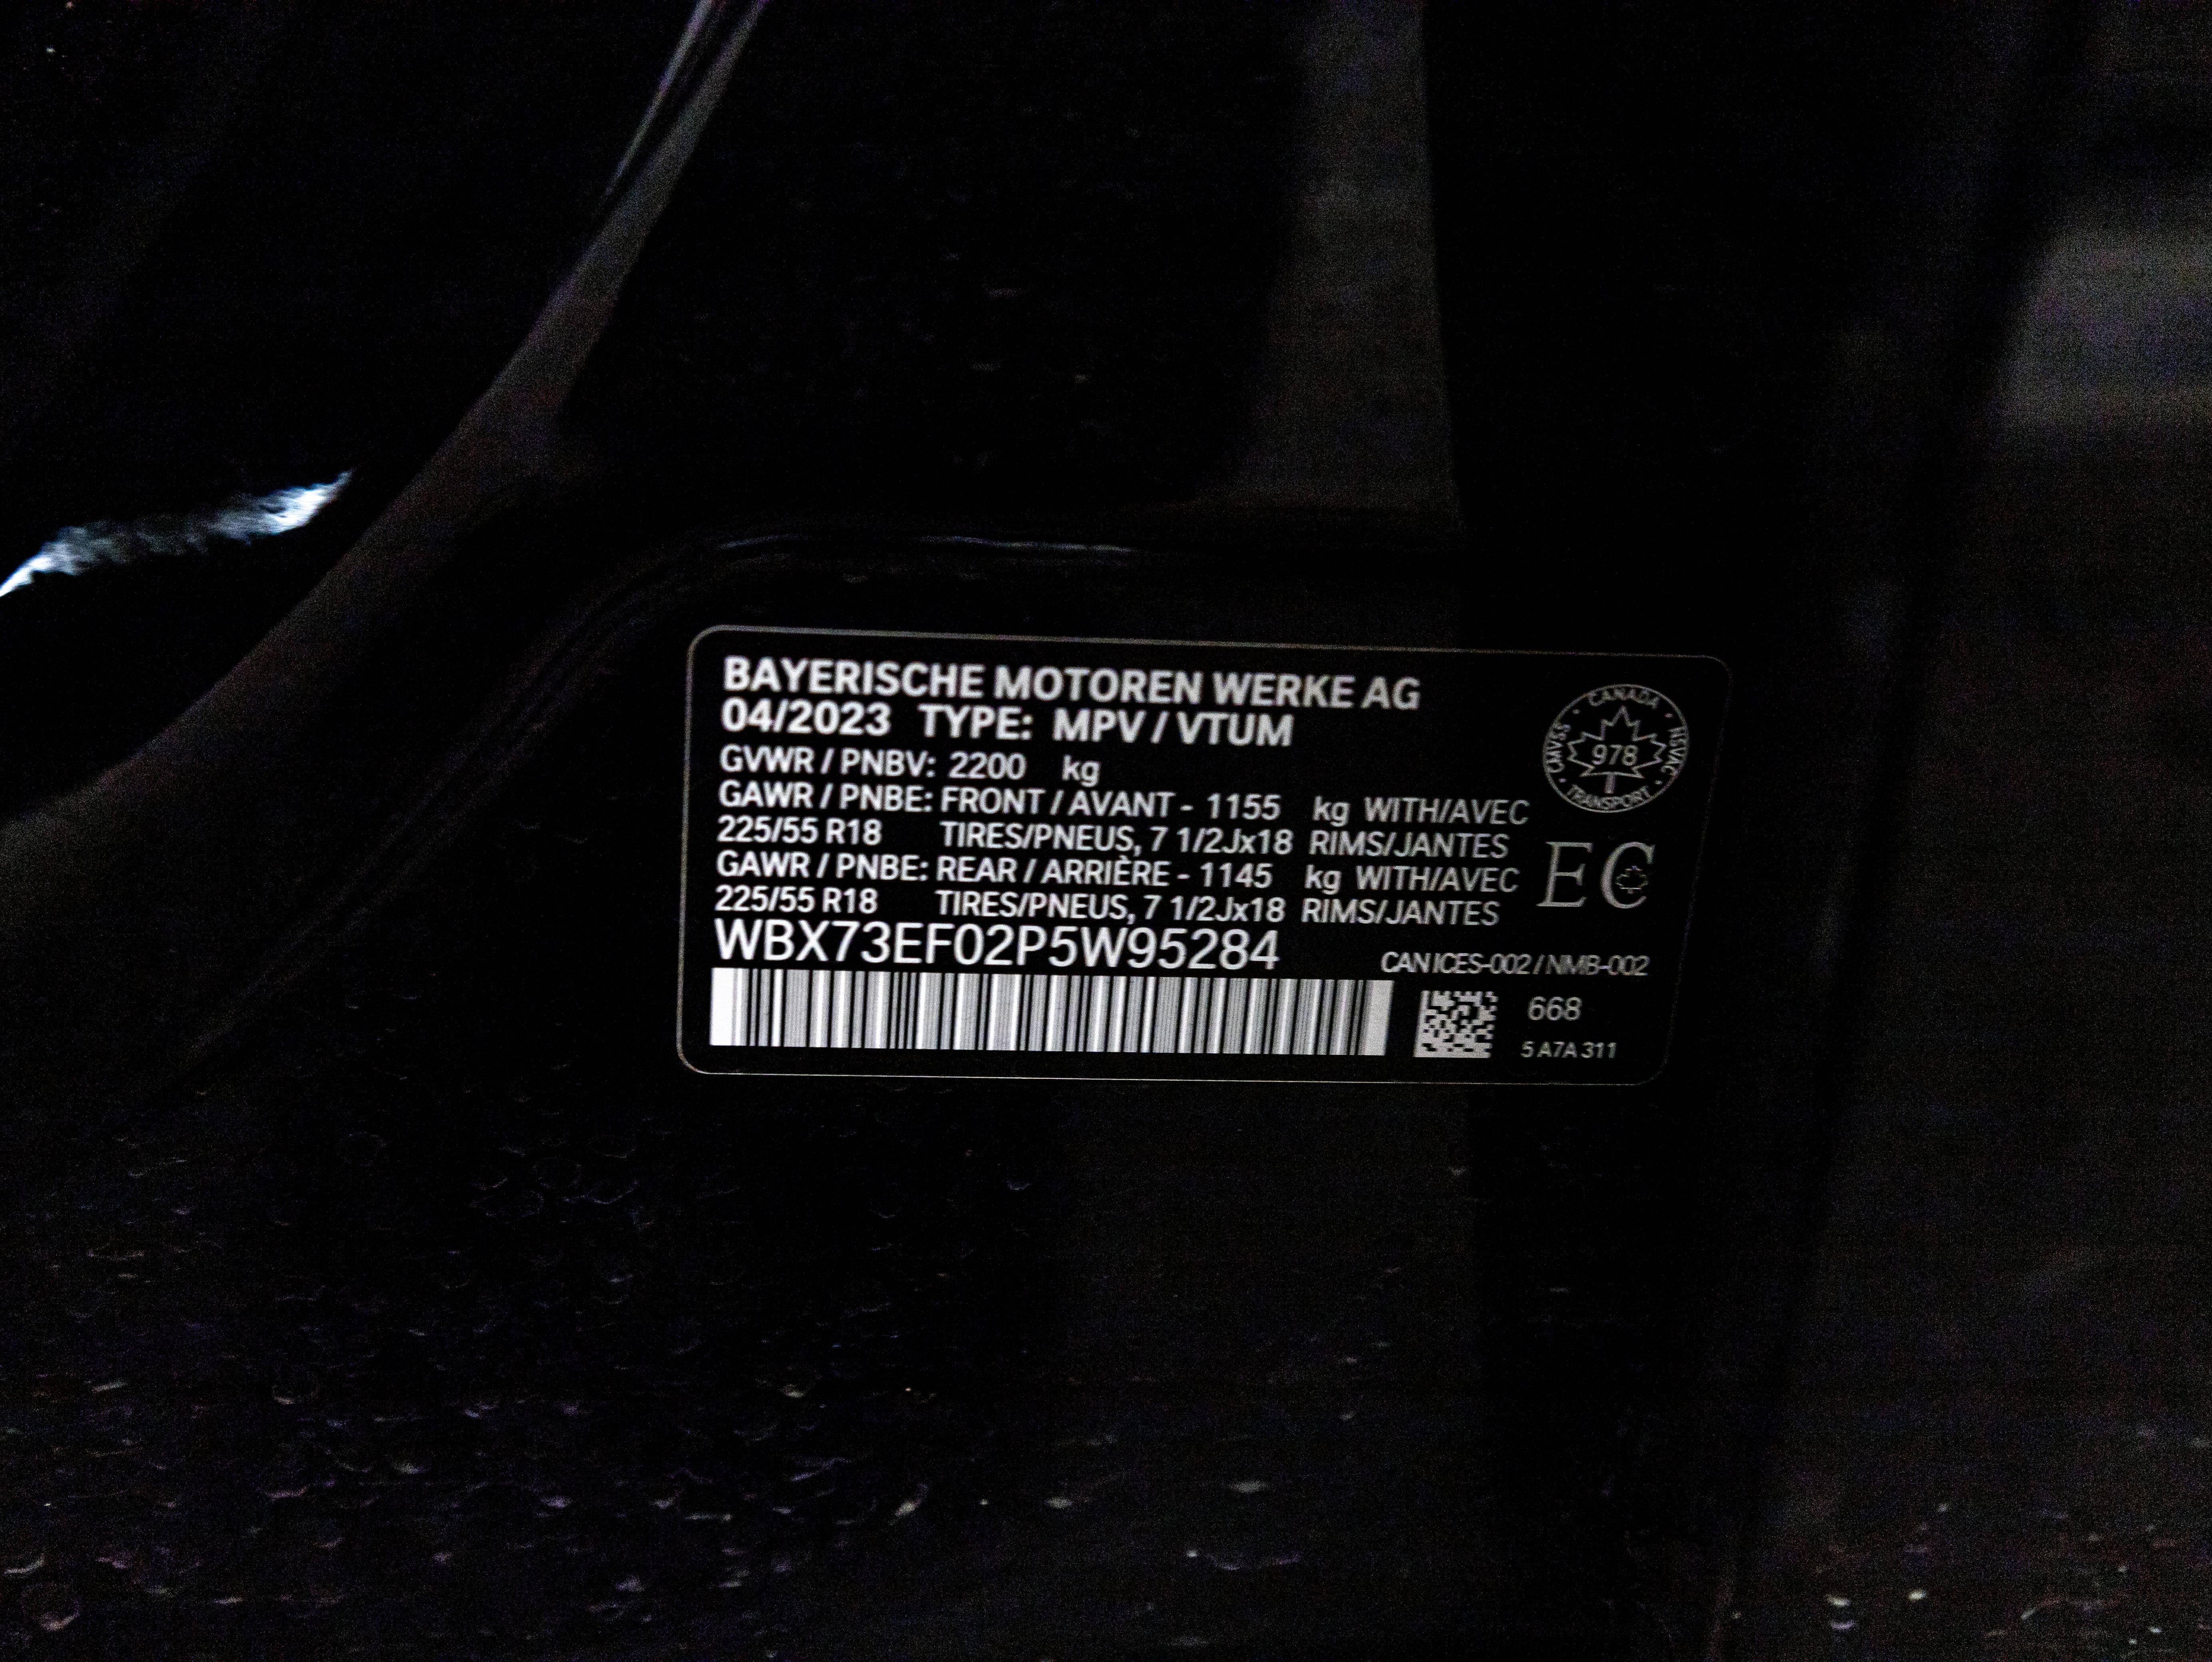 BAYERISCHE MOTOREN WERKE AG
04/2023 TYPE: MPV / VTUM
GVWR / PNBV: 2200 kg
GAWR / PNBE: FRONT / AVANT - 1155 kg WITH/AVEC
225/55 R18 TIRES/PNEUS, 7 1/2Jx18 RIMS/JANTES
GAWR / PNBE: REAR / ARRIÈRE - 1145 kg WITH/AVEC
225/55 R18 TIRES/PNEUS, 7 1/2Jx18 RIMS/JANTES
WBX73EF02P5W95284
CANADA • NSVAC • TRANSPORT • CMVSS •
978
EC
CAN ICES-002 / NMB-002
668
5 A7A 311